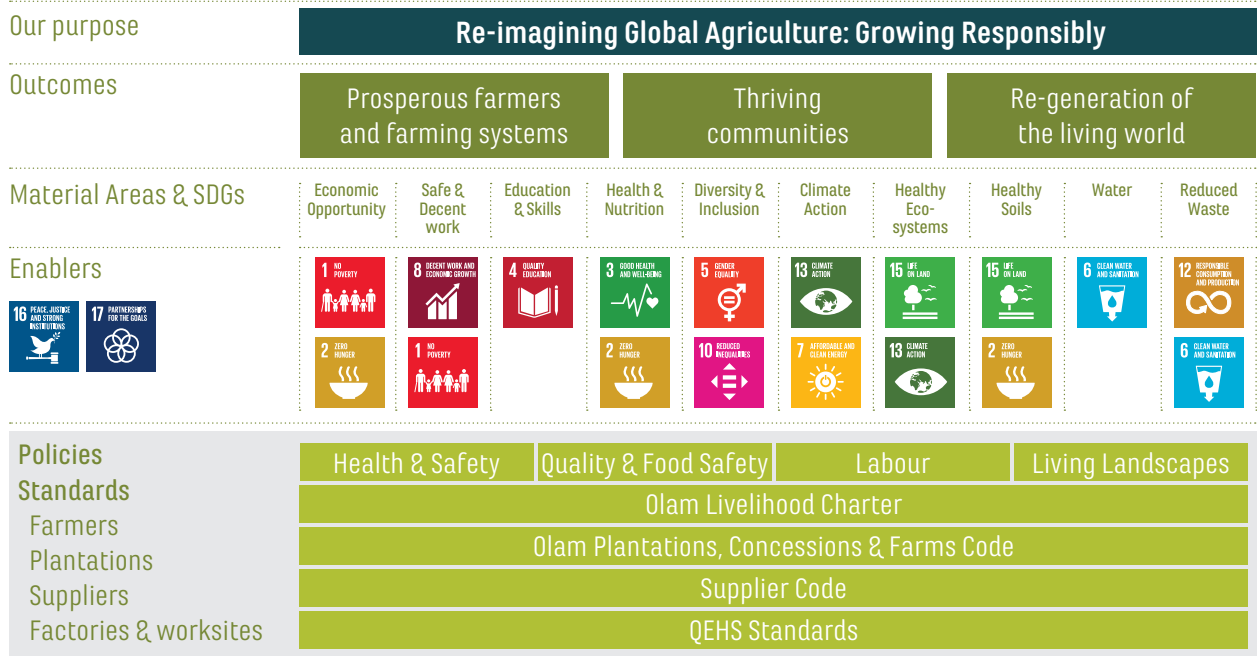 Our purpose
Re-imagining Global Agriculture: Growing Responsibly
Outcomes
Prosperous farmers
and farming systems
Thriving
communities
Re-generation of
the living world
Material Areas & SDGs
Economic
Opportunity
Safe &
Decent
work
Education
& Skills
Health &
Nutrition
Diversity &
Inclusion
Climate
Action
Healthy
Eco-
systems
Healthy
Soils
Water
Reduced
Waste
Enablers
16 PEACE, JUSTICE
AND STRONG
INSTITUTIONS
17 PARTNERSHIPS
FOR THE GOALS
1 NO
POVERTY
8 DECENT WORK AND
ECONOMIC GROWTH
4 QUALITY
EDUCATION
3 GOOD HEALTH
AND WELL-BEING
5 GENDER
EQUALITY
13 CLIMATE
ACTION
15 LIFE
ON LAND
15 LIFE
ON LAND
6 CLEAN WATER
AND SANITATION
12 RESPONSIBLE
CONSUMPTION
AND PRODUCTION
2 ZERO
HUNGER
1 NO
POVERTY
2 ZERO
HUNGER
10 REDUCED
INEQUALITIES
7 AFFORDABLE AND
CLEAN ENERGY
13 CLIMATE
ACTION
2 ZERO
HUNGER
6 CLEAN WATER
AND SANITATION
Policies
Health & Safety
Quality & Food Safety
Labour
Living Landscapes
Standards
Farmers
Olam Livelihood Charter
Plantations
Olam Plantations, Concessions & Farms Code
Suppliers
Supplier Code
Factories & worksites
QEHS Standards